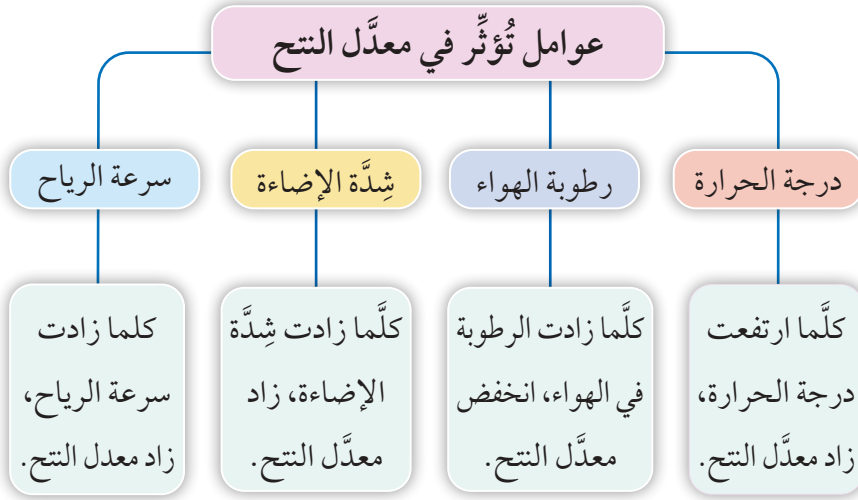 عوامل تُؤثِّر في معدَّل النتح
درجة الحرارة
رطوبة الهواء
شِدَّة الإضاءة
سرعة الرياح
كلَّما ارتفعت
درجة الحرارة،
زاد معدَّل النتح.
كلَّما زادت الرطوبة
في الهواء، انخفض
معدَّل النتح.
كلَّما زادت شِدَّة
الإضاءة، زاد
معدَّل النتح.
كلما زادت
سرعة الرياح،
زاد معدل النتح.